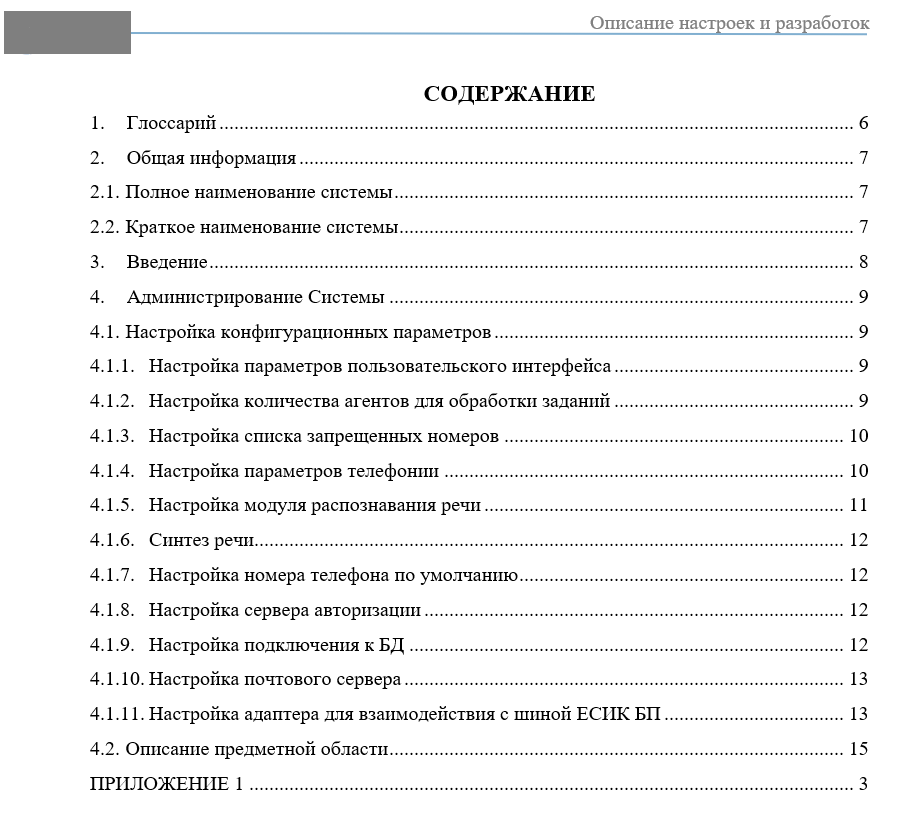 Описание настроек и разработок
СОДЕРЖАНИЕ
1. Глоссарий ........ 6
2. Общая информация ........ 7
2.1. Полное наименование системы ........ 7
2.2. Краткое наименование системы ........ 7
3. Введение ........ 8
4. Администрирование Системы ........ 9
4.1. Настройка конфигурационных параметров ........ 9
4.1.1. Настройка параметров пользовательского интерфейса ........ 9
4.1.2. Настройка количества агентов для обработки заданий ........ 9
4.1.3. Настройка списка запрещенных номеров ........ 10
4.1.4. Настройка параметров телефонии ........ 10
4.1.5. Настройка модуля распознавания речи ........ 11
4.1.6. Синтез речи ........ 12
4.1.7. Настройка номера телефона по умолчанию ........ 12
4.1.8. Настройка сервера авторизации ........ 12
4.1.9. Настройка подключения к БД ........ 12
4.1.10. Настройка почтового сервера ........ 13
4.1.11. Настройка адаптера для взаимодействия с шиной ЕСИК БП ........ 13
4.2. Описание предметной области ........ 15
ПРИЛОЖЕНИЕ 1 ........ 3